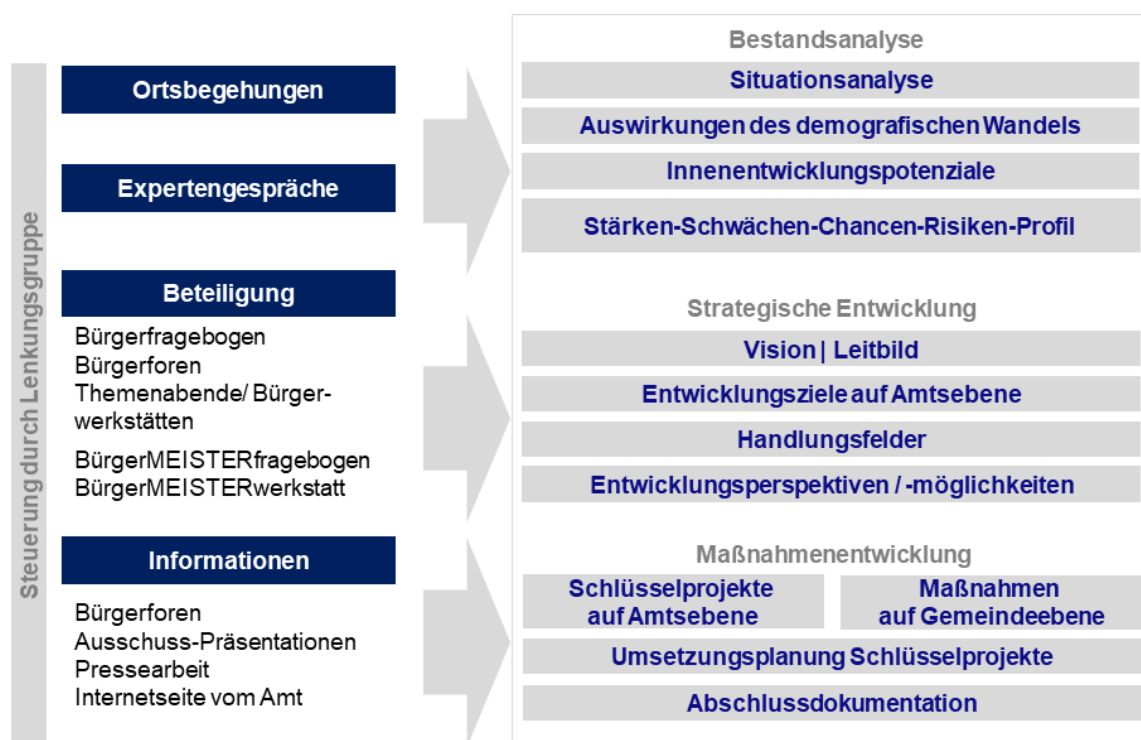 Steuerung durch Lenkungsgruppe
Ortsbegehungen
Expertengespräche
Beteiligung
Bürgerfragebogen
Bürgerforen
Themenabende/ Bürger-
werkstätten
BürgerMEISTERfragebogen
BürgerMEISTERwerkstatt
Informationen
Bürgerforen
Ausschuss-Präsentationen
Pressearbeit
Internetseite vom Amt
Bestandsanalyse
Situationsanalyse
Auswirkungen des demografischen Wandels
Innenentwicklungspotenziale
Stärken-Schwächen-Chancen-Risiken-Profil
Strategische Entwicklung
Vision | Leitbild
Entwicklungsziele auf Amtsebene
Handlungsfelder
Entwicklungsperspektiven / -möglichkeiten
Maßnahmenentwicklung
Schlüsselprojekte
auf Amtsebene
Maßnahmen
auf Gemeindeebene
Umsetzungsplanung Schlüsselprojekte
Abschlussdokumentation